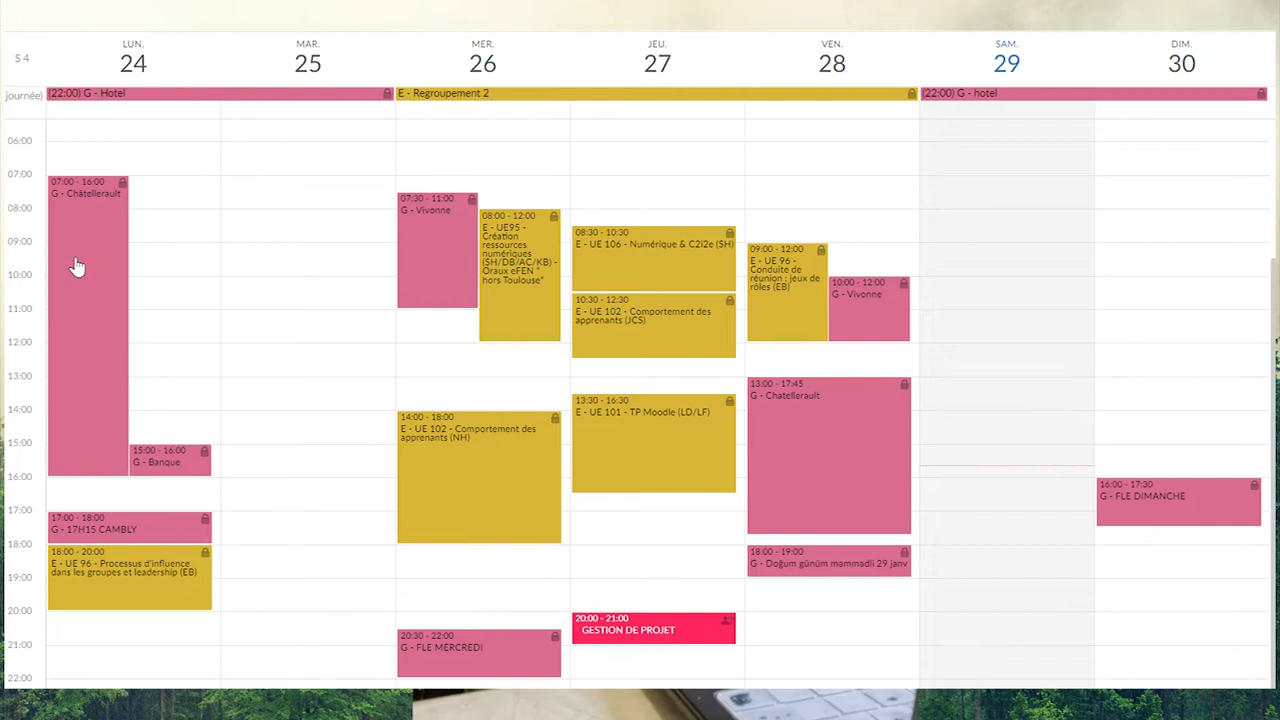 S 4
LUN.
24
MAR.
25
MER.
26
JEU.
27
VEN.
28
SAM.
29
DIM.
30
journée)
(22:00) G - Hotel
E - Regroupement 2
(22:00) G - hotel
06:00
07:00
08:00
09:00
10:00
11:00
12:00
13:00
14:00
15:00
16:00
17:00
18:00
19:00
20:00
21:00
22:00
07:00 - 16:00
G - Châtellerault
15:00 - 16:00
G - Banque
17:00 - 18:00
G - 17H15 CAMBLY
18:00 - 20:00
E - UE 96 - Processus d'influence
dans les groupes et leadership (EB)
07:30 - 11:00
G - Vivonne
08:00 - 12:00
E - UE95 -
Création
ressources
numériques
(SH/DB/AC/KB) -
Oraux eFEN "
hors Toulouse"
14:00 - 18:00
E - UE 102 - Comportement des
apprenants (NH)
20:30 - 22:00
G - FLE MERCREDI
08:30 - 10:30
E - UE 106 - Numérique & C2i2e (SH)
10:30 - 12:30
E - UE 102 - Comportement des
apprenants (JCS)
13:30 - 16:30
E - UE 101 - TP Moodle (LD/LF)
20:00 - 21:00
GESTION DE PROJET
09:00 - 12:00
E - UE 96 -
Conduite de
réunion : jeux de
rôles (EB)
10:00 - 12:00
G - Vivonne
13:00 - 17:45
G - Chatellerault
18:00 - 19:00
G - Doğum günüm məmmədli 29 janv
16:00 - 17:30
G - FLE DIMANCHE